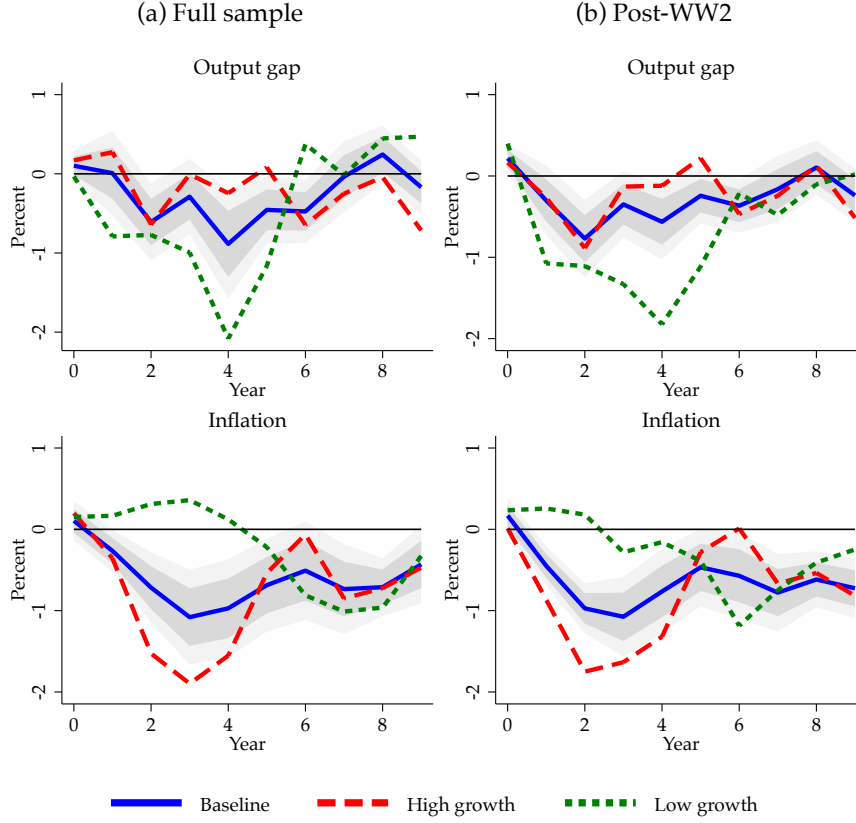 (a) Full sample
(b) Post-WW2
Output gap
Percent
1
0
-1
-2
0 2 4 6 8
Year
Output gap
Percent
1
0
-1
-2
0 2 4 6 8
Year
Inflation
Percent
1
0
-1
-2
0 2 4 6 8
Year
Inflation
Percent
1
0
-1
-2
0 2 4 6 8
Year
Baseline High growth Low growth